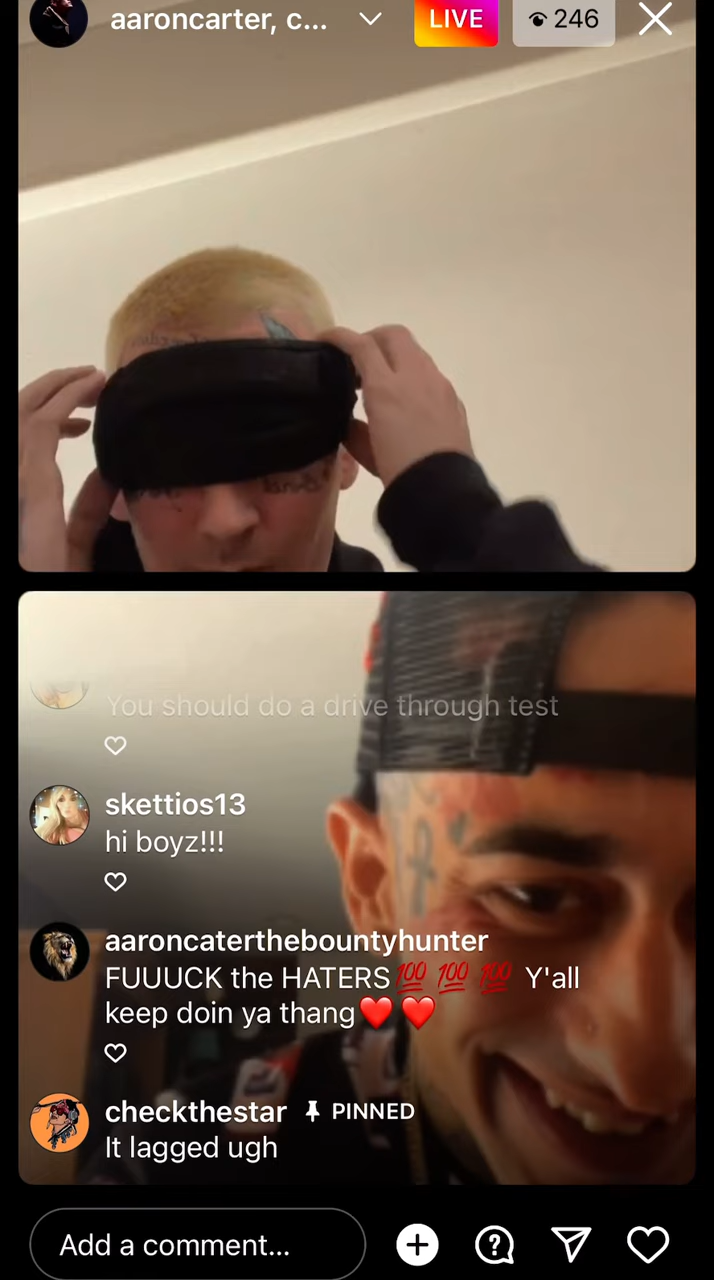 aaroncarter, c...
LIVE
246
You should do a drive through test
skettios13
hi boyz!!!
aaroncaterthebountyhunter
FUUUCK the HATERS💯 💯 💯 Y'all
keep doin ya thang❤️ ❤️
checkthestar PINNED
It lagged ugh
Add a comment...